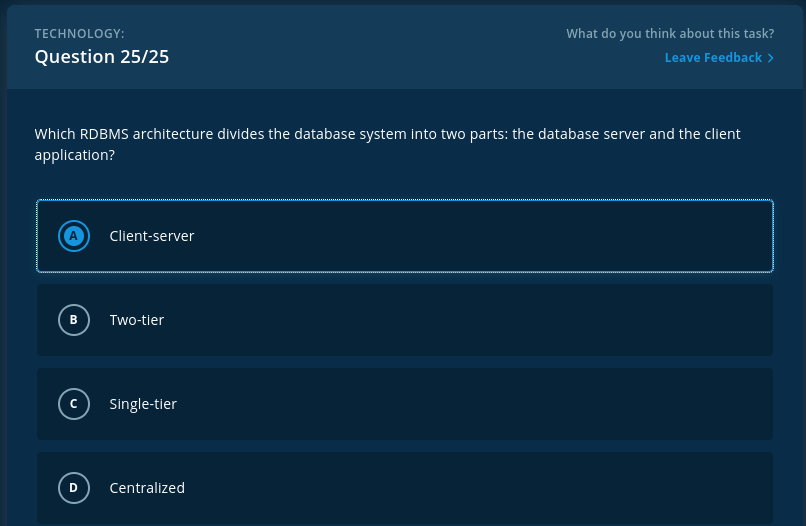 TECHNOLOGY:
Question 25/25
What do you think about this task?
Leave Feedback >
Which RDBMS architecture divides the database system into two parts: the database server and the client
application?
A Client-server
B Two-tier
C Single-tier
D Centralized